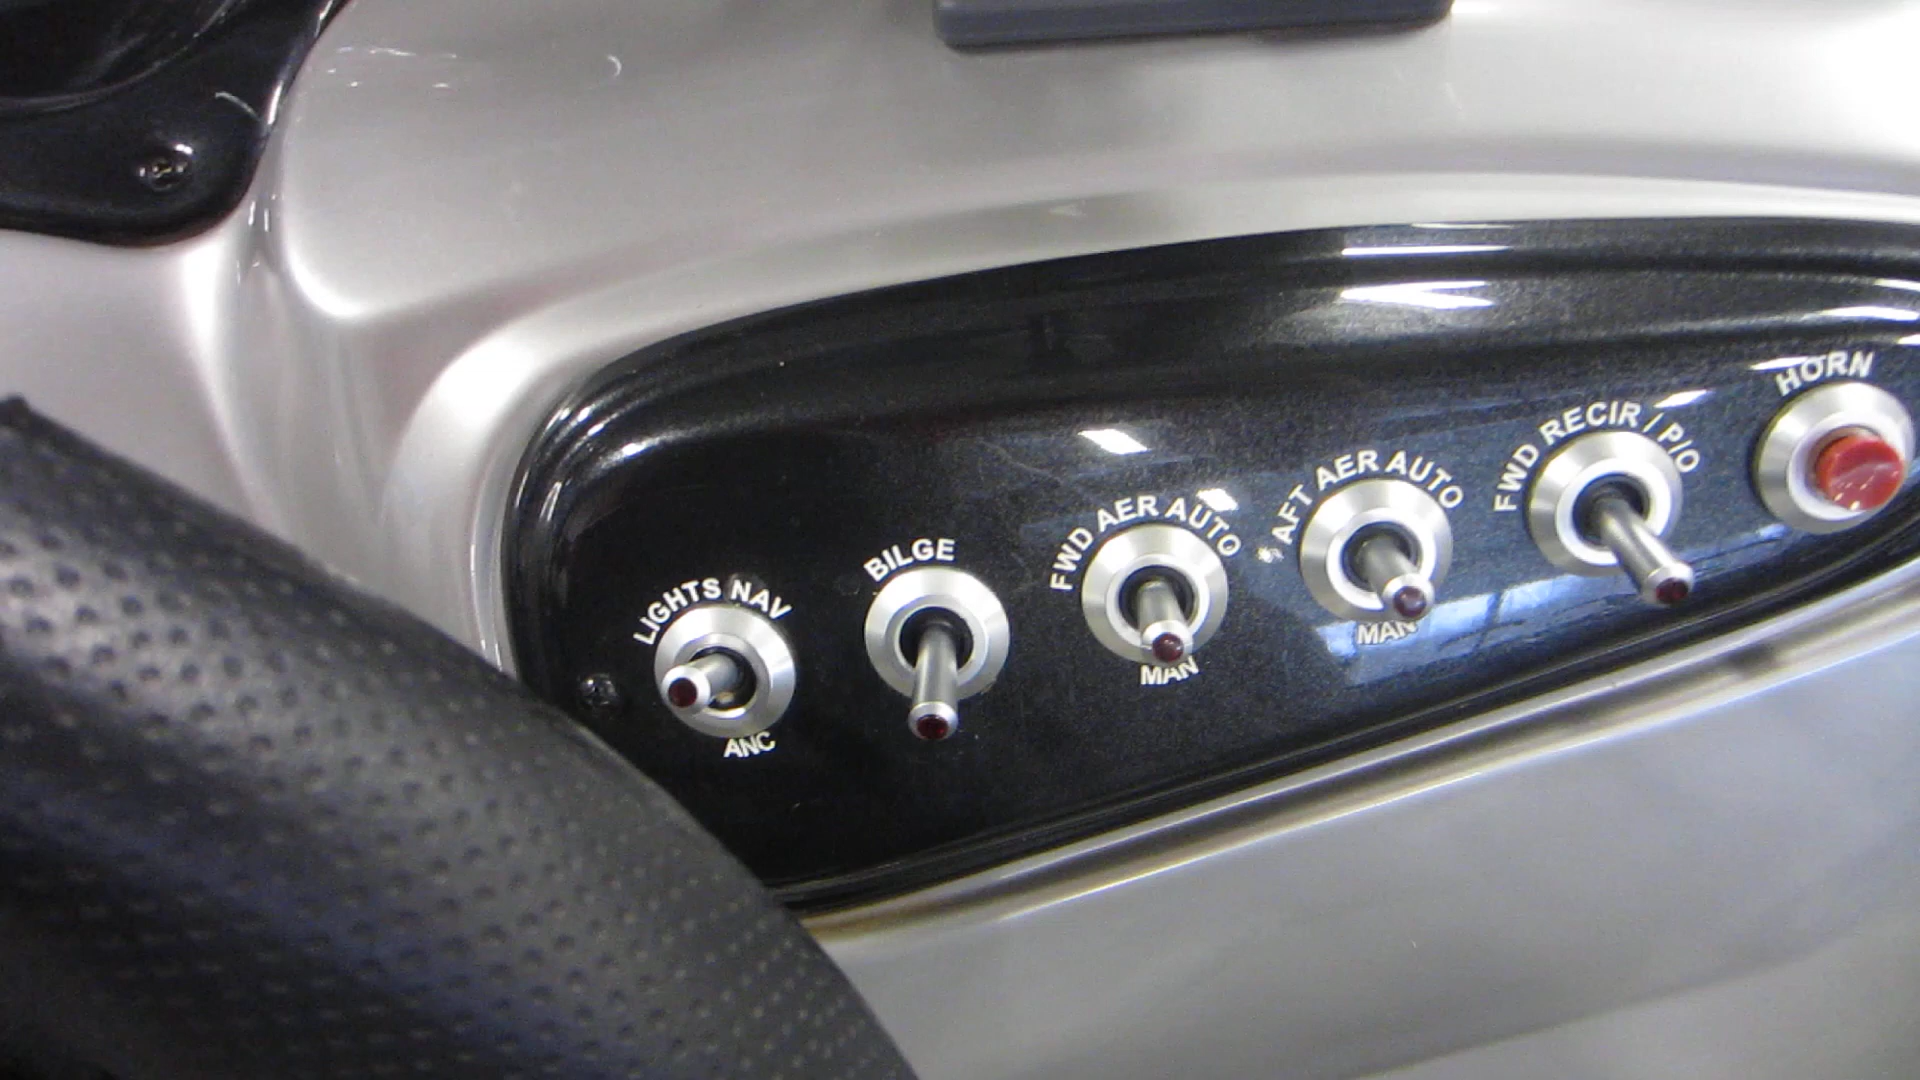 LIGHTS NAV
ANC
BILGE
FWD AER AUTO
MAN
AFT AER AUTO
MAN
FWD RECIR / P/O
HORN